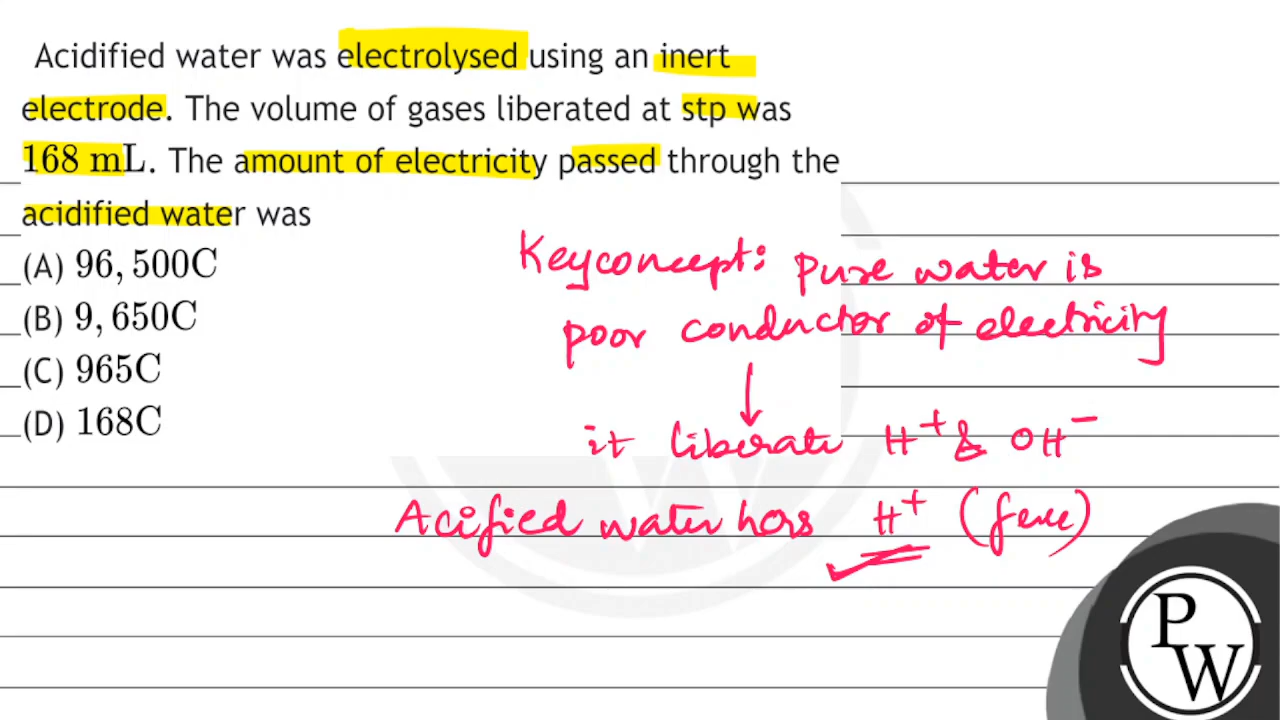 Acidified water was electrolysed using an inert
electrode. The volume of gases liberated at stp was
168 mL. The amount of electricity passed through the
acidified water was
(A) 96,500C
(B) 9,650C
(C) 965C
(D) 168C
Keyconcept: pure water is
poor conductor of electricity
↓
it liberate H⁺ & OH⁻
Acified water has H⁺ (free)
P
W